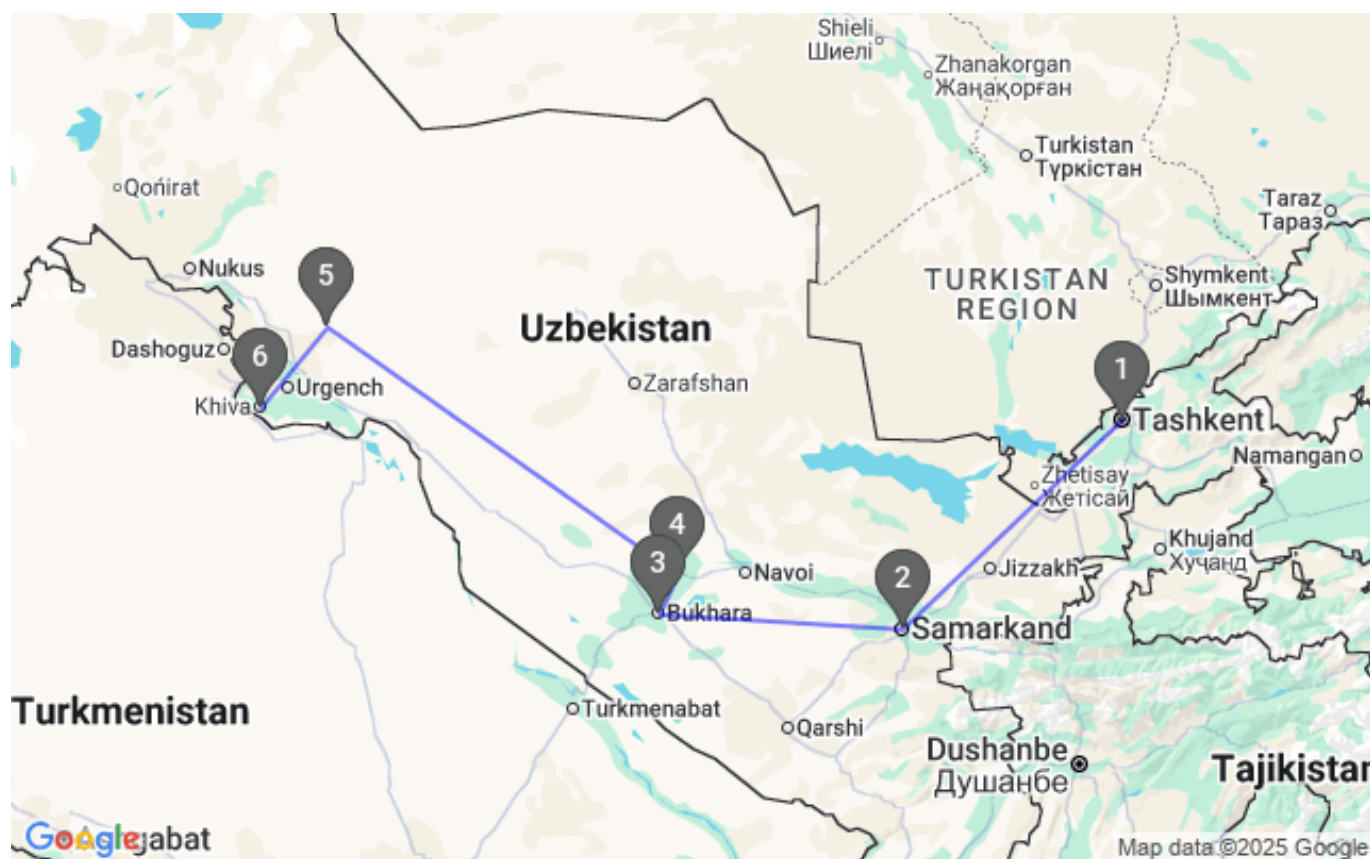 Shieli
Шиелі
Zhanakorgan
Жаңақорған
Turkistan
Түркістан
Qońirat
Taraz
Тараз
Nukus
5
TURKISTAN
REGION
Shymkent
Шымкент
Uzbekistan
Dashoguz
6
Urgench
Khiva
Zarafshan
1
Tashkent
Namangan
Zhetisay
Жетісай
4
3
Bukhara
Navoi
2
Samarkand
Jizzakh
Khujand
Хуҷанд
Turkmenistan
Turkmenabat
Qarshi
Dushanbe
Душанбе
Tajikistan
Google
gabat
Map data ©2025 Google